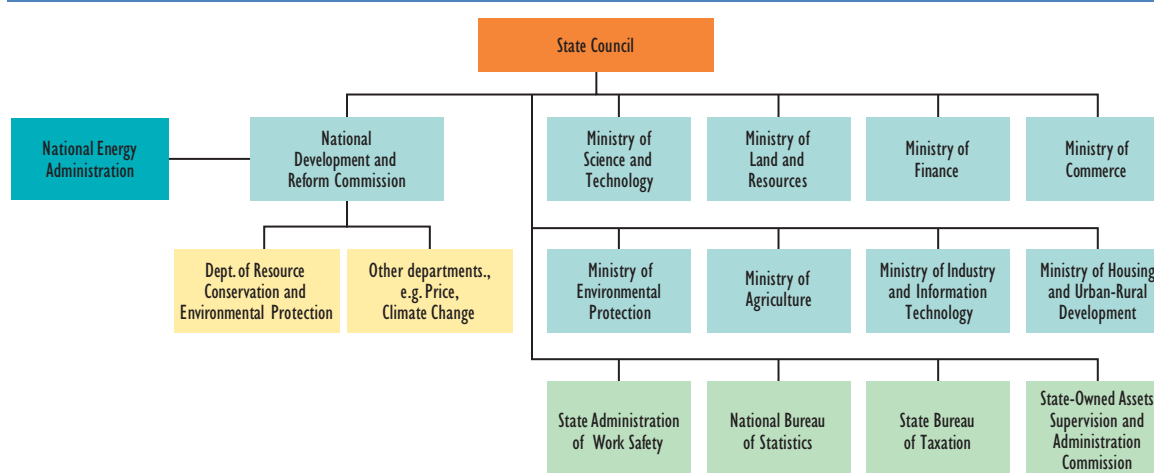 State Council
National Energy
Administration
National
Development and
Reform Commission
Ministry of
Science and
Technology
Ministry of
Land and
Resources
Ministry of
Finance
Ministry of
Commerce
Dept. of Resource
Conservation and
Environmental Protection
Other departments.,
e.g. Price,
Climate Change
Ministry of
Environmental
Protection
Ministry of
Agriculture
Ministry of Industry
and Information
Technology
Ministry of Housing
and Urban-Rural
Development
State Administration
of Work Safety
National Bureau
of Statistics
State Bureau
of Taxation
State-Owned Assets
Supervision and
Administration
Commission